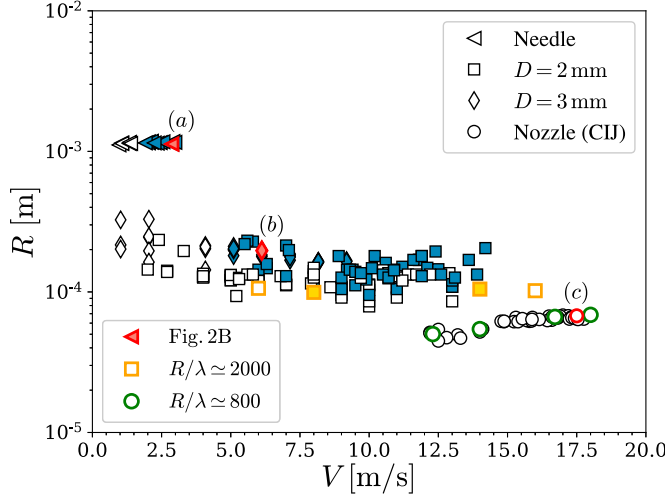 10⁻²
Needle
D = 2 mm
D = 3 mm
Nozzle (CIJ)
(a)
10⁻³
R [m]
(b)
10⁻⁴
(c)
Fig. 2B
R/λ ≃ 2000
R/λ ≃ 800
10⁻⁵
0.0 2.5 5.0 7.5 10.0 12.5 15.0 17.5 20.0
V [m/s]